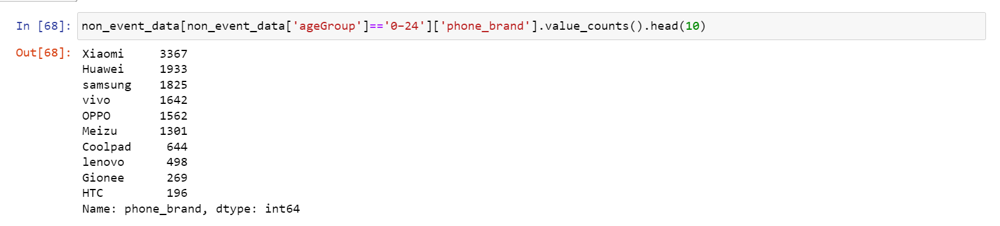 In [68]: non_event_data[non_event_data['ageGroup']=='0–24']['phone_brand'].value_counts().head(10)
Out[68]: Xiaomi 3367
Huawei 1933
samsung 1825
vivo 1642
OPPO 1562
Meizu 1301
Coolpad 644
lenovo 498
Gionee 269
HTC 196
Name: phone_brand, dtype: int64